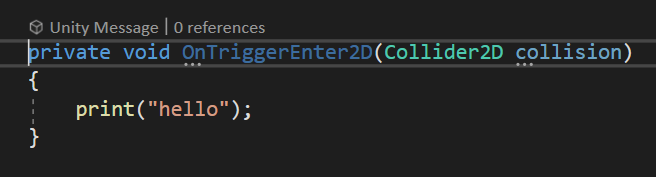 Unity Message | 0 references
private void OnTriggerEnter2D(Collider2D collision)
{
print("hello");
}